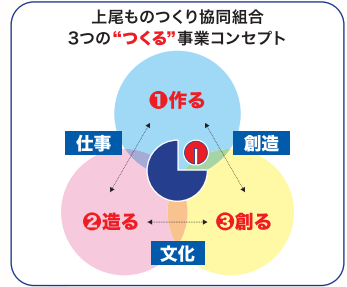 上尾ものつくり協同組合
3つの“つくる”事業コンセプト
❶作る
仕事
創造
❷造る
❸創る
文化